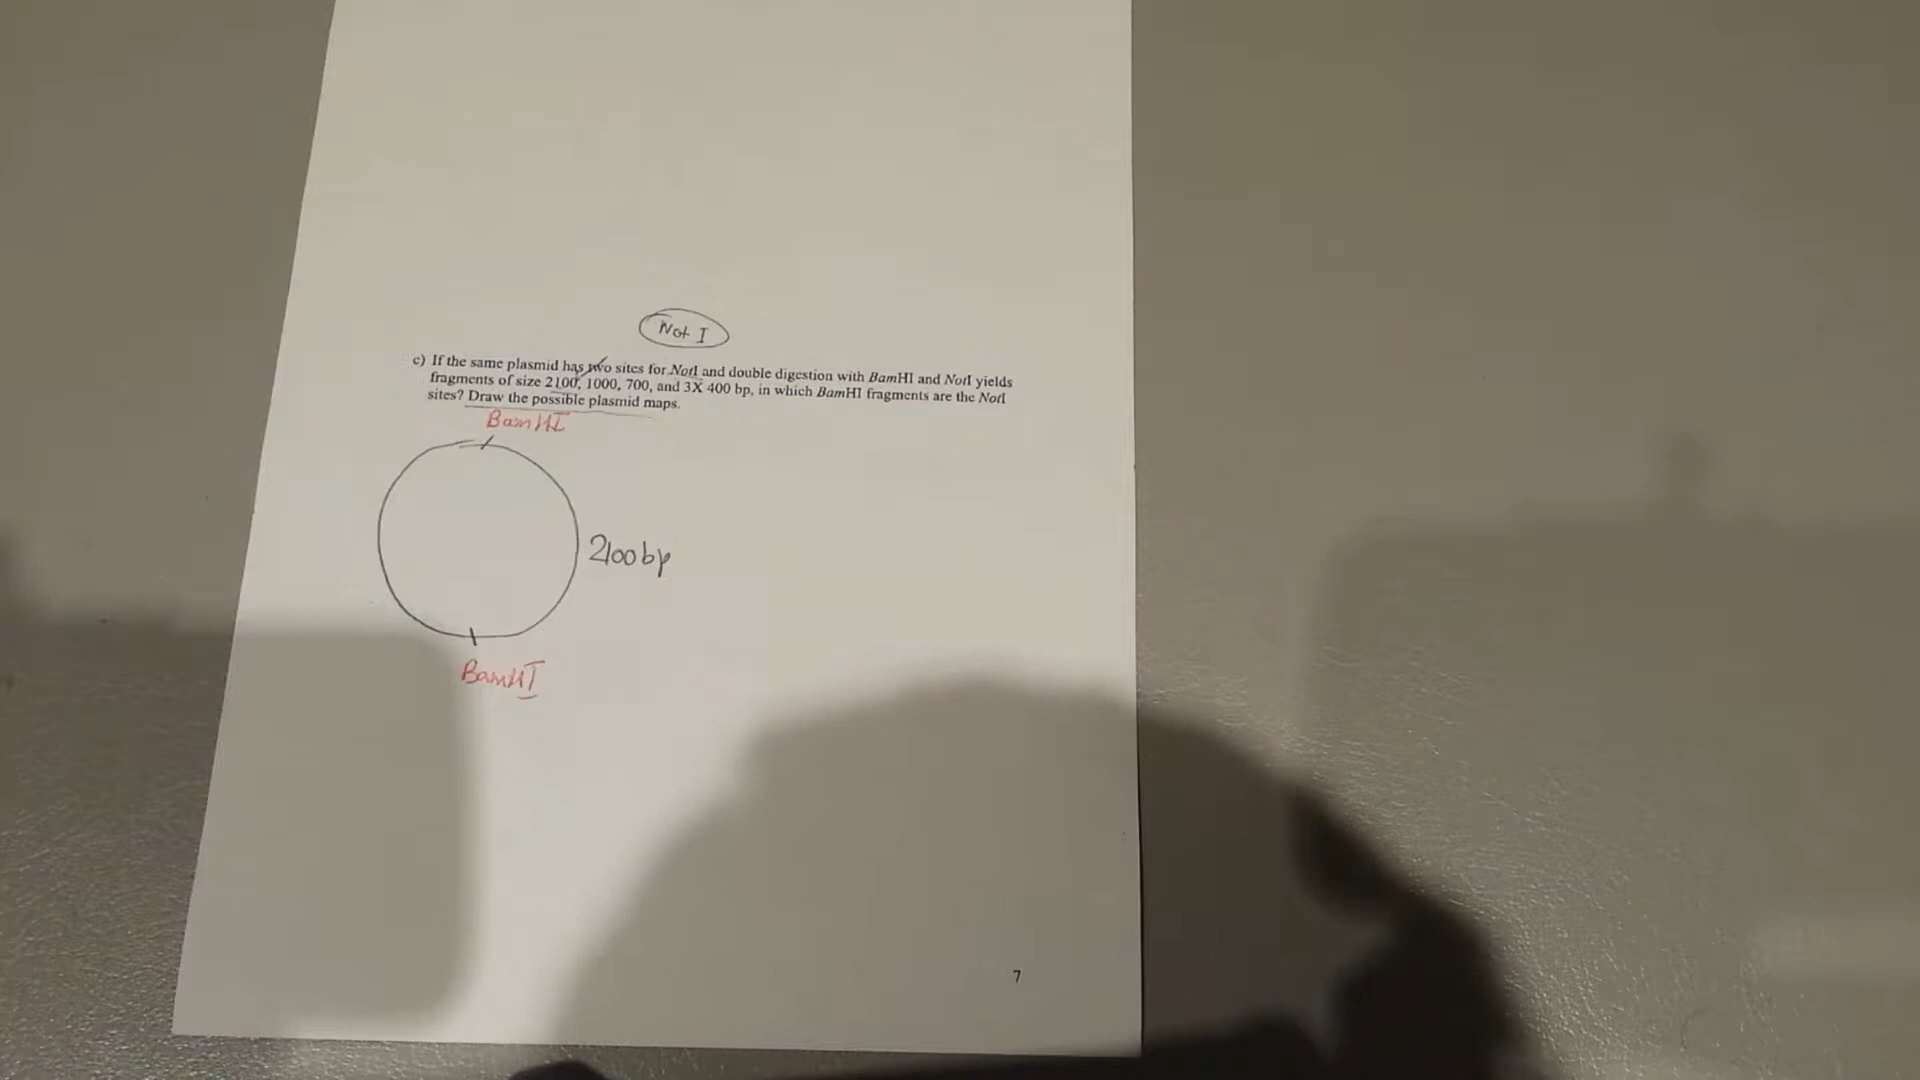 Not I
c) If the same plasmid has two sites for NotI and double digestion with BamHI and NotI yields
fragments of size 2100, 1000, 700, and 3X 400 bp, in which BamHI fragments are the NotI
sites? Draw the possible plasmid maps.
BamHI
2100bp
BamHI
7